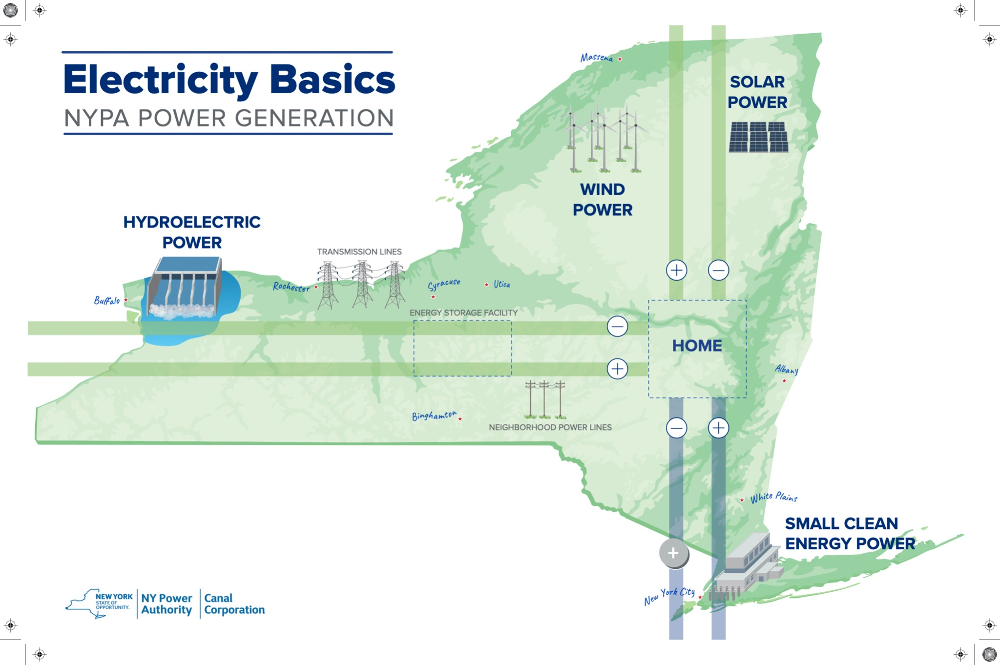 Electricity Basics
NYPA POWER GENERATION
Massena
SOLAR
POWER
WIND
POWER
HYDROELECTRIC
POWER
TRANSMISSION LINES
Buffalo
Rochester
Syracuse
Utica
ENERGY STORAGE FACILITY
+
−
−
+
HOME
Albany
Binghamton
NEIGHBORHOOD POWER LINES
−
+
White Plains
SMALL CLEAN
ENERGY POWER
+
New York City
NEW YORK
STATE OF
OPPORTUNITY.
NY Power
Authority
Canal
Corporation